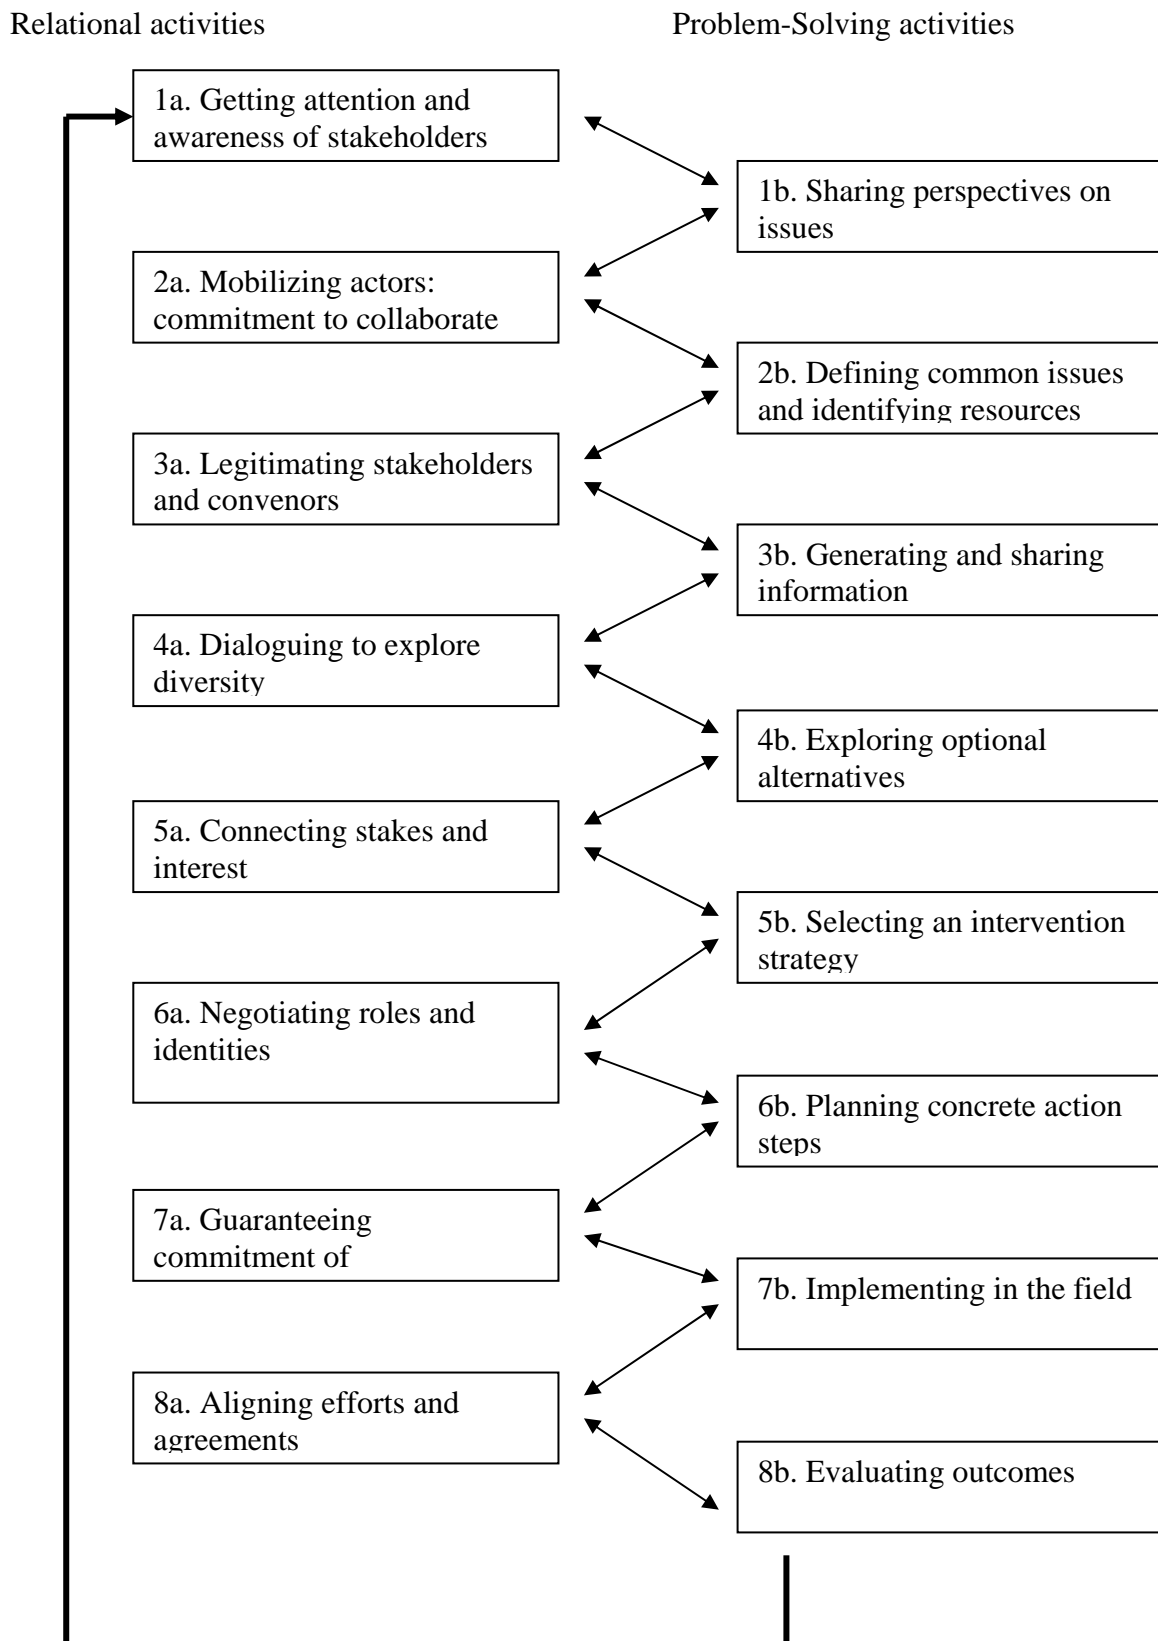 Relational activities
Problem-Solving activities
1a. Getting attention and
awareness of stakeholders
1b. Sharing perspectives on
issues
2a. Mobilizing actors:
commitment to collaborate
2b. Defining common issues
and identifying resources
3a. Legitimating stakeholders
and convenors
3b. Generating and sharing
information
4a. Dialoguing to explore
diversity
4b. Exploring optional
alternatives
5a. Connecting stakes and
interest
5b. Selecting an intervention
strategy
6a. Negotiating roles and
identities
6b. Planning concrete action
steps
7a. Guaranteeing
commitment of
7b. Implementing in the field
8a. Aligning efforts and
agreements
8b. Evaluating outcomes